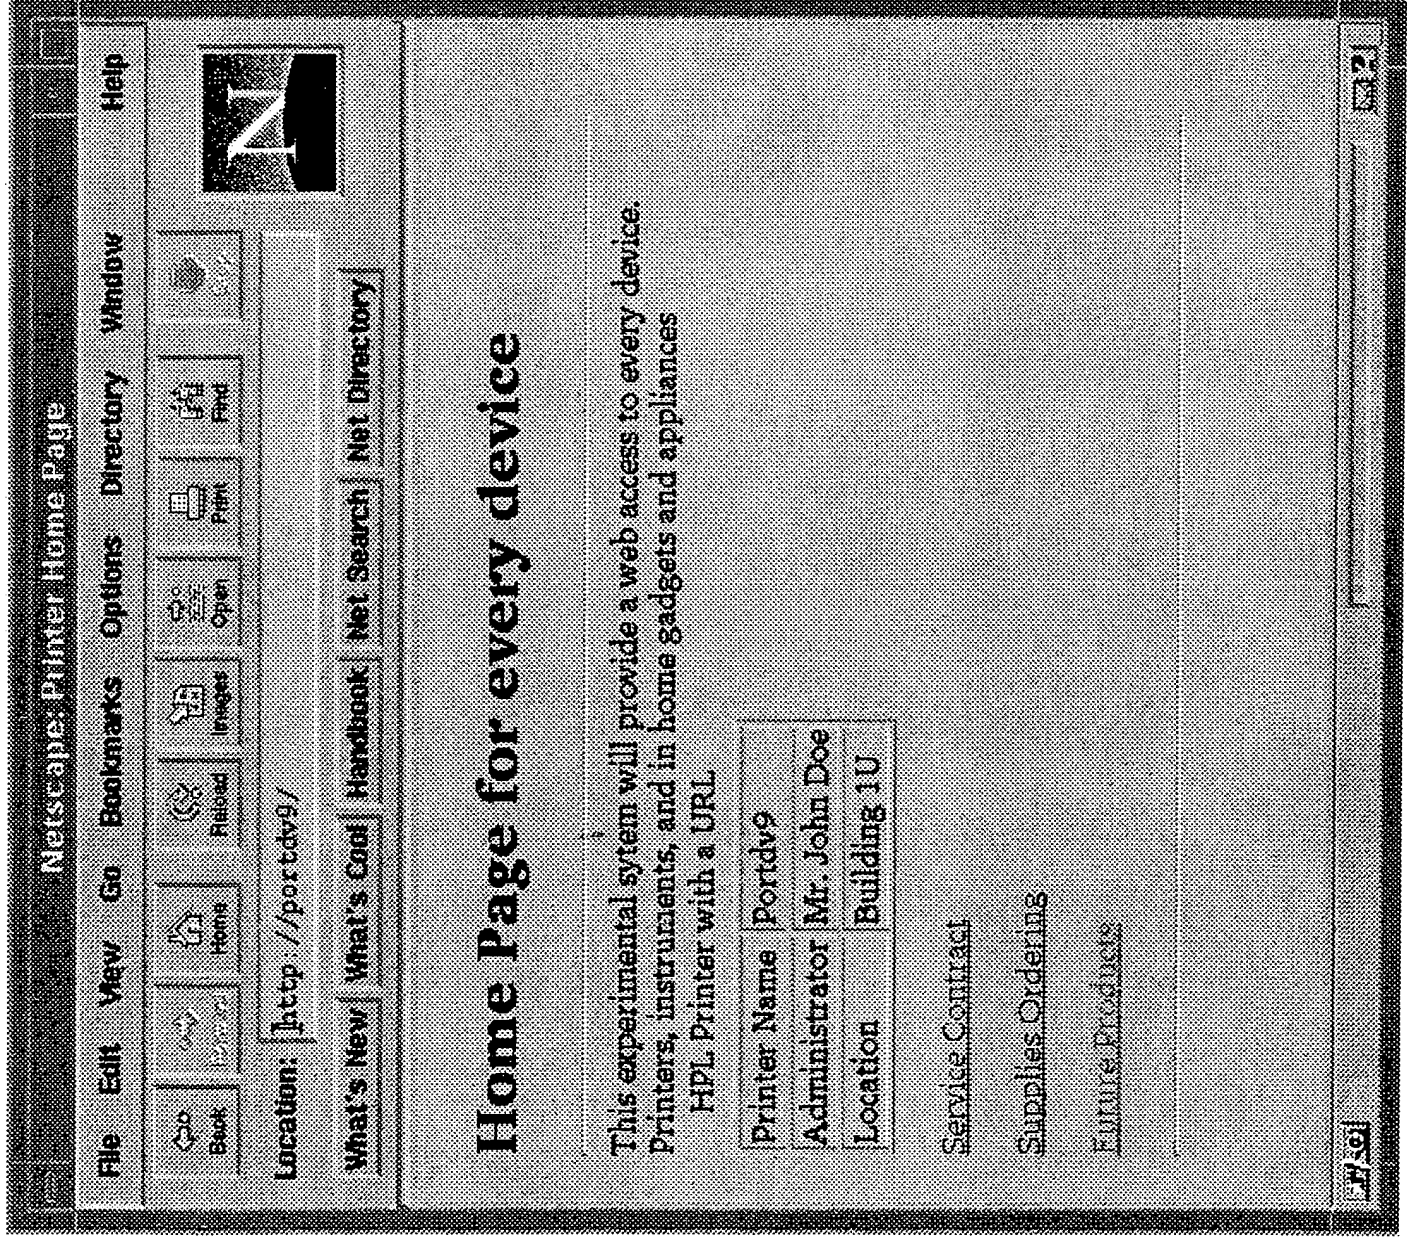 Netscape: Printer Home Page
File Edit View Go Bookmarks Options Directory Window Help
Back Home Reload Images Open Print Find
Location: http://portdv9/
What's New What's Cool Handbook Net Search Net Directory
N
Home Page for every device
This experimental sytem will provide a web access to every device.
Printers, instruments, and in home gadgets and appliances
HPL Printer with a URL
Printer Name Portdv9
Administrator Mr. John Doe
Location Building 1U
Service Contract
Supplies Ordering
Future Products